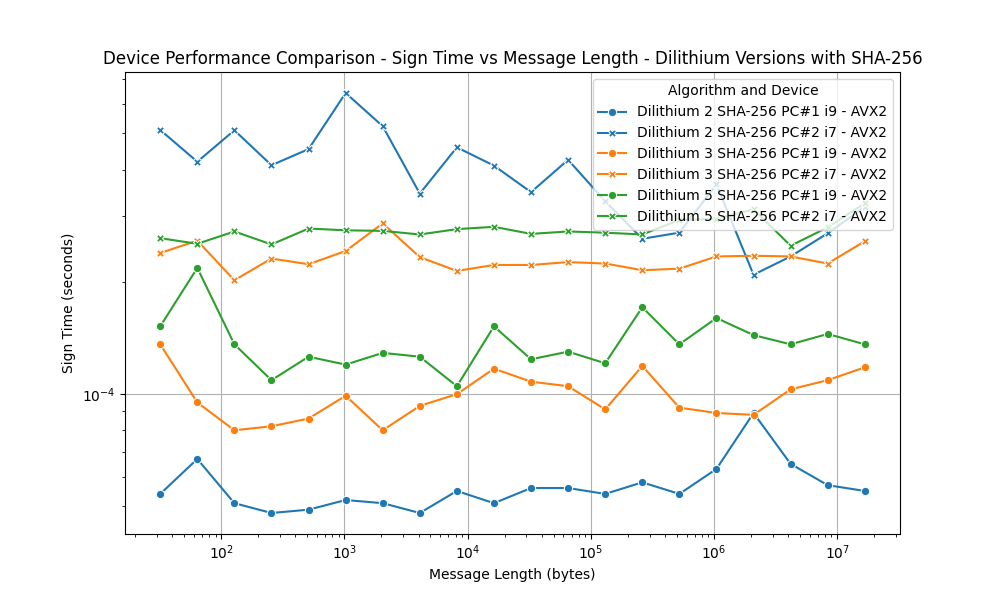 Device Performance Comparison - Sign Time vs Message Length - Dilithium Versions with SHA-256
Algorithm and Device
Dilithium 2 SHA-256 PC#1 i9 - AVX2
Dilithium 2 SHA-256 PC#2 i7 - AVX2
Dilithium 3 SHA-256 PC#1 i9 - AVX2
Dilithium 3 SHA-256 PC#2 i7 - AVX2
Dilithium 5 SHA-256 PC#1 i9 - AVX2
Dilithium 5 SHA-256 PC#2 i7 - AVX2
Sign Time (seconds)
10⁻⁴
10² 10³ 10⁴ 10⁵ 10⁶ 10⁷
Message Length (bytes)